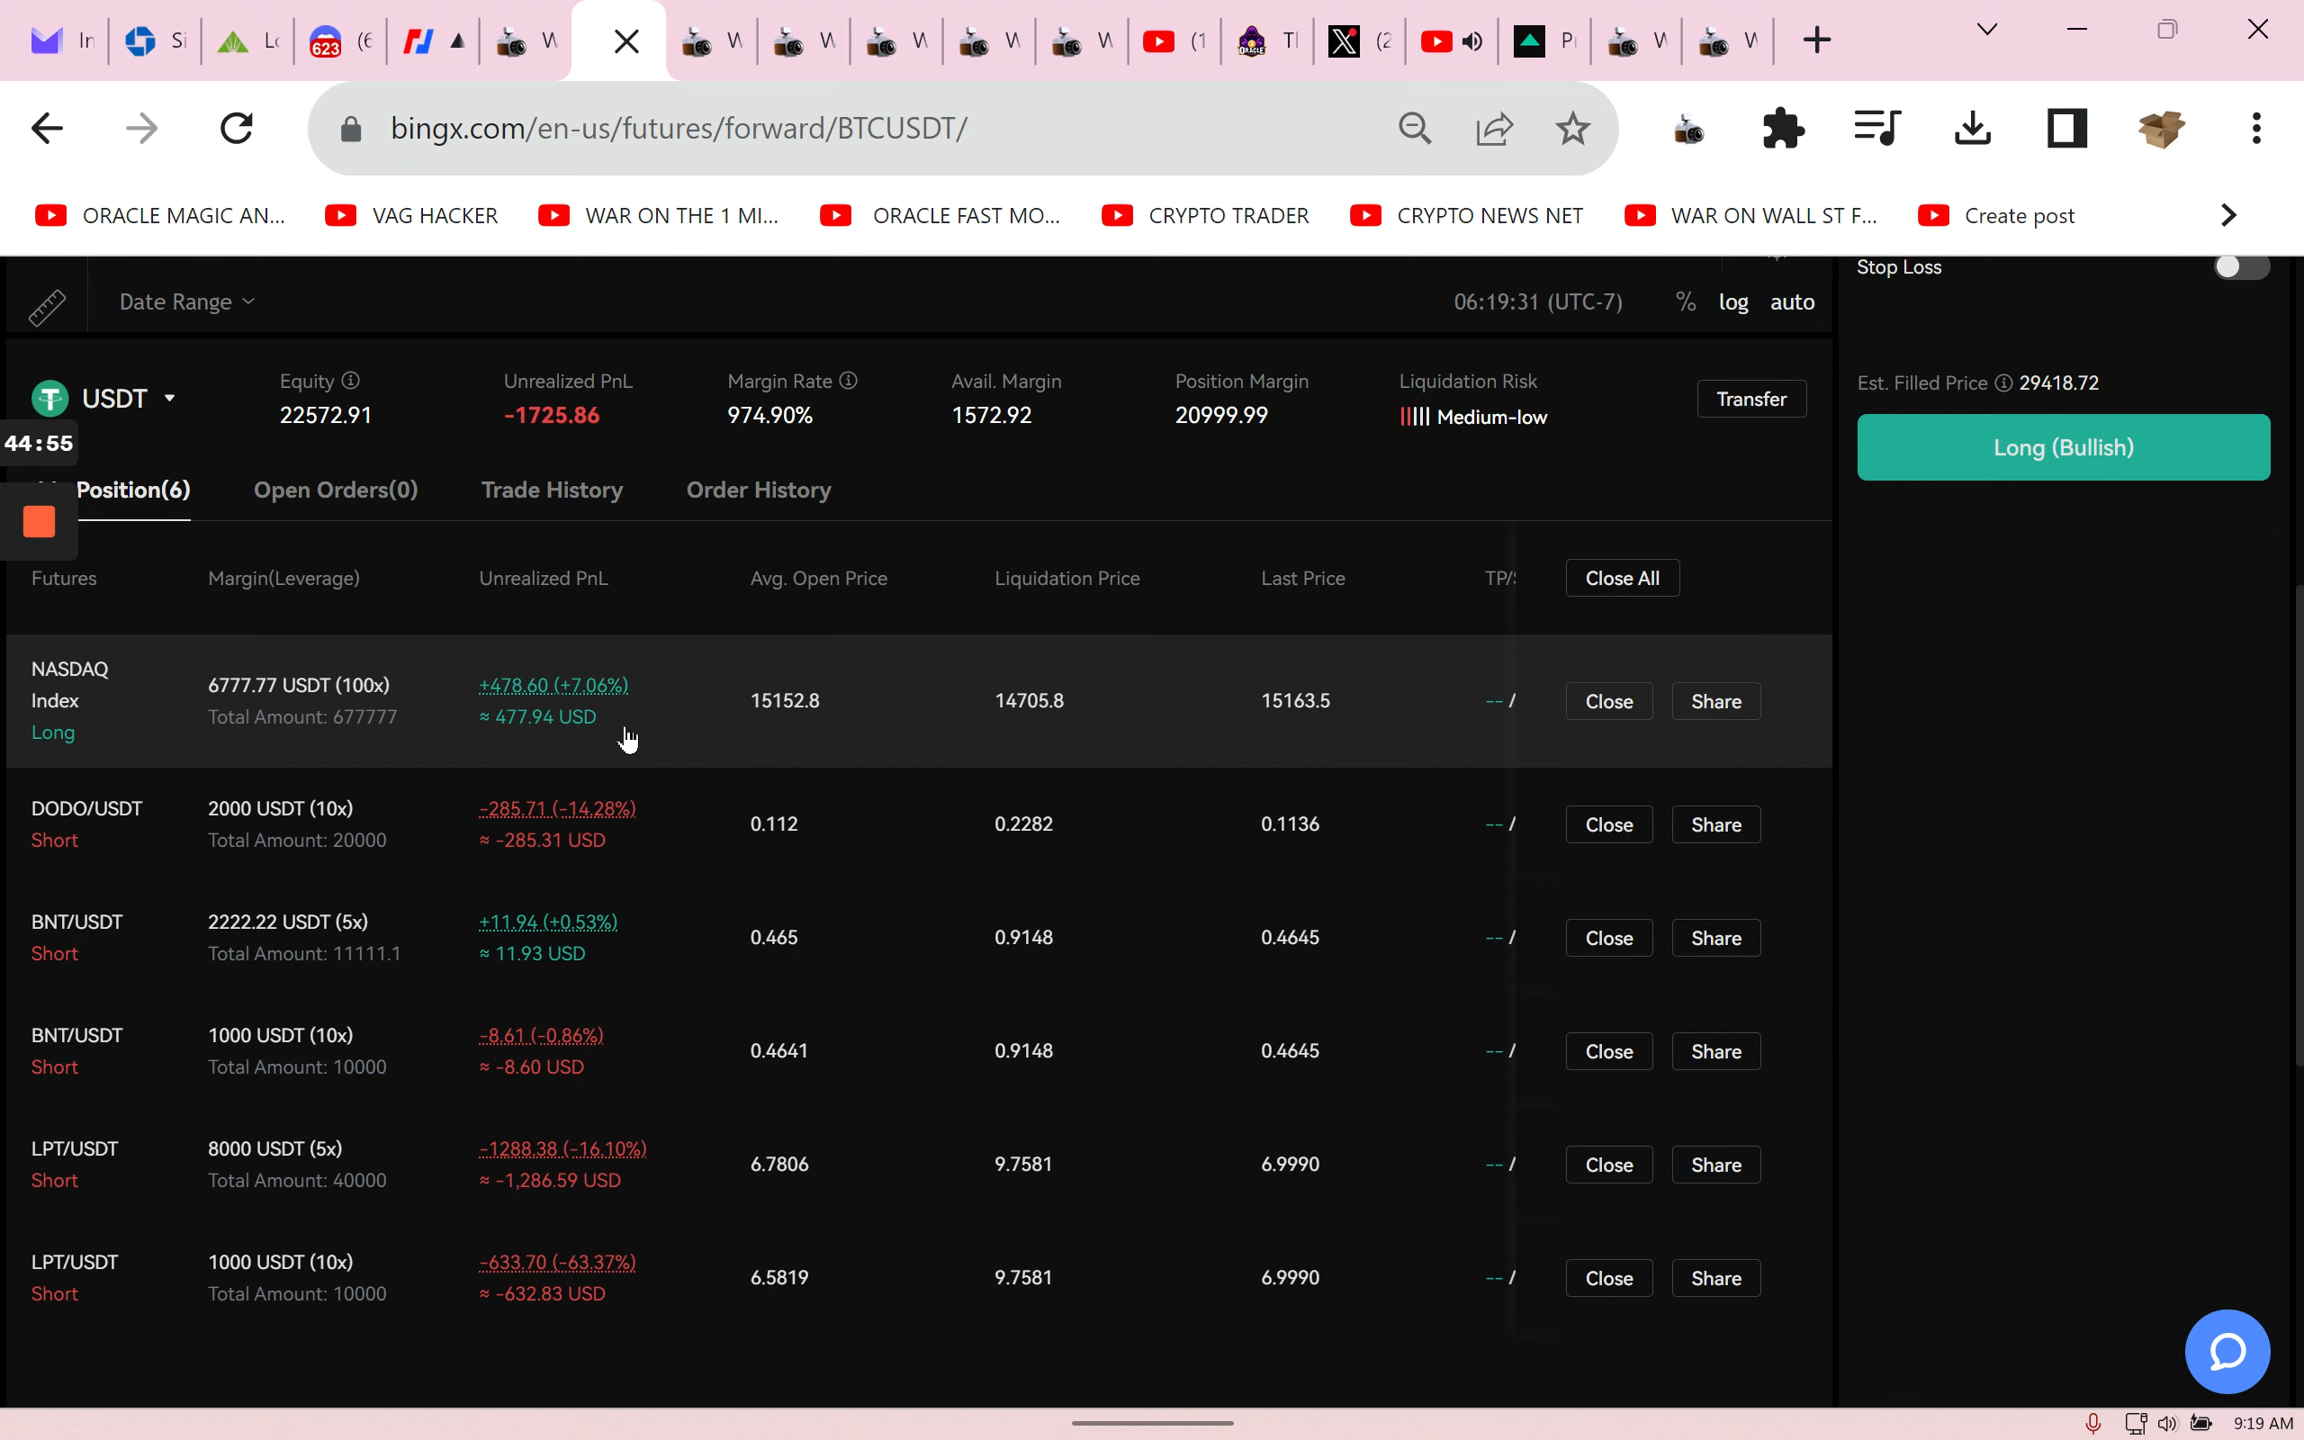 In
Si
Lo
623 (6
W
W
W
W
W
W
(1
ORACLE Tl
(2
Pr
W
W
bingx.com/en-us/futures/forward/BTCUSDT/
ORACLE MAGIC AN... VAG HACKER WAR ON THE 1 MI... ORACLE FAST MO... CRYPTO TRADER CRYPTO NEWS NET WAR ON WALL ST F... Create post
Stop Loss
Date Range 06:19:31 (UTC-7) % log auto
USDT
Equity Unrealized PnL Margin Rate Avail. Margin Position Margin Liquidation Risk
22572.91 -1725.86 974.90% 1572.92 20999.99 Medium-low
Transfer
Est. Filled Price 29418.72
Long (Bullish)
44:55
Position(6) Open Orders(0) Trade History Order History
Futures Margin(Leverage) Unrealized PnL Avg. Open Price Liquidation Price Last Price TP/ Close All
NASDAQ
Index
Long
6777.77 USDT (100x)
Total Amount: 677777
+478.60 (+7.06%)
≈ 477.94 USD
15152.8 14705.8 15163.5 -- / Close Share
DODO/USDT
Short
2000 USDT (10x)
Total Amount: 20000
-285.71 (-14.28%)
≈ -285.31 USD
0.112 0.2282 0.1136 -- / Close Share
BNT/USDT
Short
2222.22 USDT (5x)
Total Amount: 11111.1
+11.94 (+0.53%)
≈ 11.93 USD
0.465 0.9148 0.4645 -- / Close Share
BNT/USDT
Short
1000 USDT (10x)
Total Amount: 10000
-8.61 (-0.86%)
≈ -8.60 USD
0.4641 0.9148 0.4645 -- / Close Share
LPT/USDT
Short
8000 USDT (5x)
Total Amount: 40000
-1288.38 (-16.10%)
≈ -1,286.59 USD
6.7806 9.7581 6.9990 -- / Close Share
LPT/USDT
Short
1000 USDT (10x)
Total Amount: 10000
-633.70 (-63.37%)
≈ -632.83 USD
6.5819 9.7581 6.9990 -- / Close Share
9:19 AM